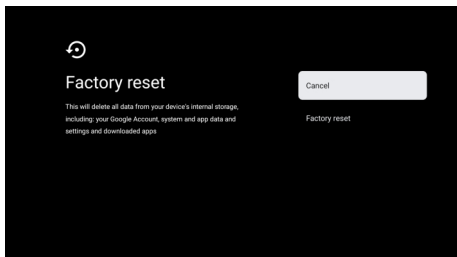 Factory reset
This will delete all data from your device's internal storage,
including: your Google Account, system and app data and
settings and downloaded apps
Cancel
Factory reset